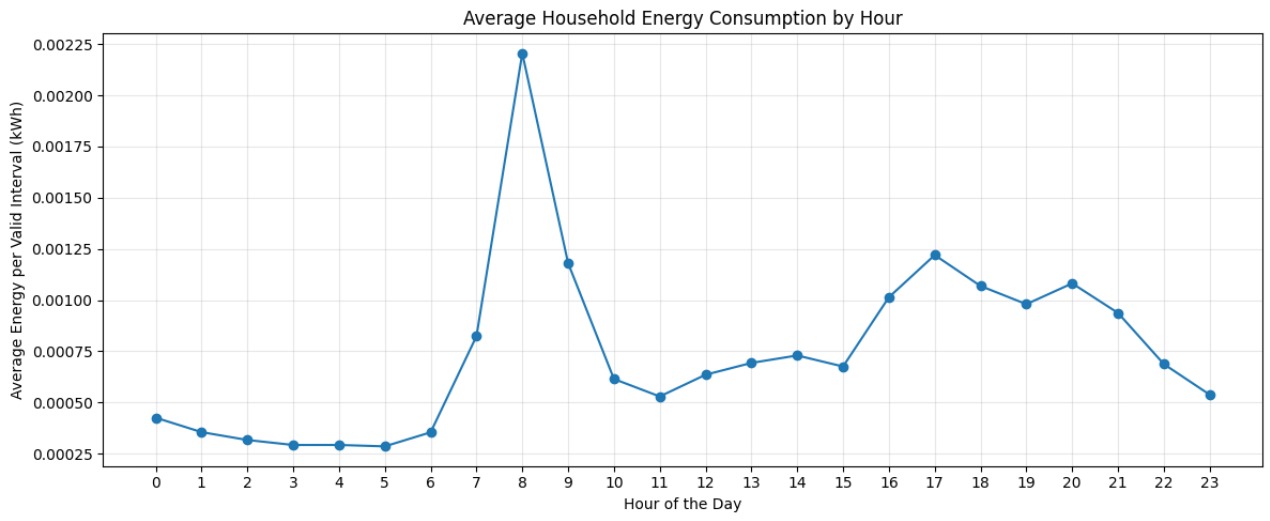 Average Household Energy Consumption by Hour
Average Energy per Valid Interval (kWh)
0.00225
0.00200
0.00175
0.00150
0.00125
0.00100
0.00075
0.00050
0.00025
0 1 2 3 4 5 6 7 8 9 10 11 12 13 14 15 16 17 18 19 20 21 22 23
Hour of the Day